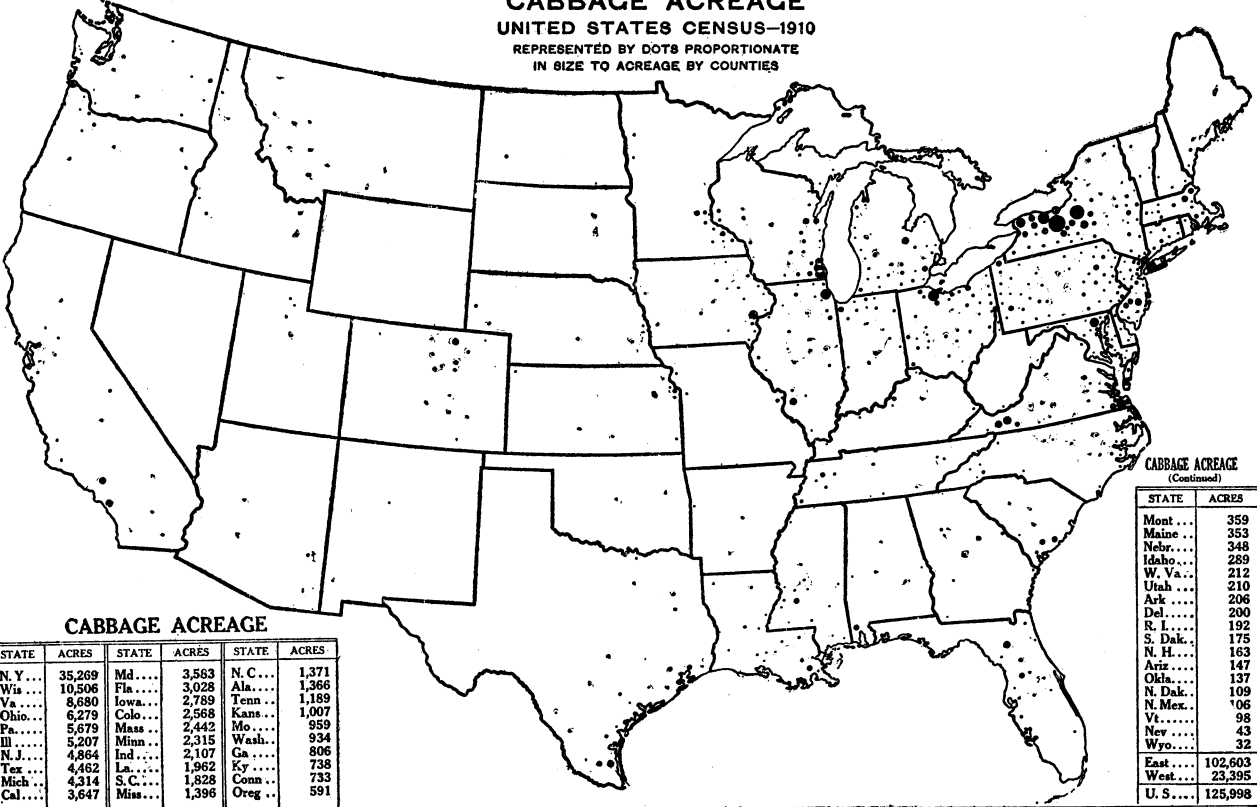 CABBAGE ACREAGE
UNITED STATES CENSUS—1910
REPRESENTED BY DOTS PROPORTIONATE
IN SIZE TO ACREAGE BY COUNTIES
CABBAGE ACREAGE
STATE ACRES STATE ACRES STATE ACRES
N. Y... 35,269 Md.... 3,583 N. C... 1,371
Wis ... 10,506 Fla.... 3,028 Ala.... 1,366
Va .... 8,680 Iowa... 2,789 Tenn .. 1,189
Ohio... 6,279 Colo... 2,568 Kans... 1,007
Pa..... 5,679 Mass .. 2,442 Mo.... 959
Ill ..... 5,207 Minn .. 2,315 Wash.. 934
N. J.... 4,864 Ind .... 2,107 Ga .... 806
Tex ... 4,462 La..... 1,962 Ky .... 738
Mich .. 4,314 S. C.... 1,828 Conn .. 733
Cal.... 3,647 Miss... 1,396 Oreg .. 591
CABBAGE ACREAGE
(Continued)
STATE ACRES
Mont ... 359
Maine .. 353
Nebr.... 348
Idaho... 289
W. Va.. 212
Utah ... 210
Ark .... 206
Del .... 200
R. I.... 192
S. Dak.. 175
N. H.... 163
Ariz .... 147
Okla.... 137
N. Dak.. 109
N. Mex.. 106
Vt...... 98
Nev .... 43
Wyo.... 32
East.... 102,603
West.... 23,395
U. S.... 125,998